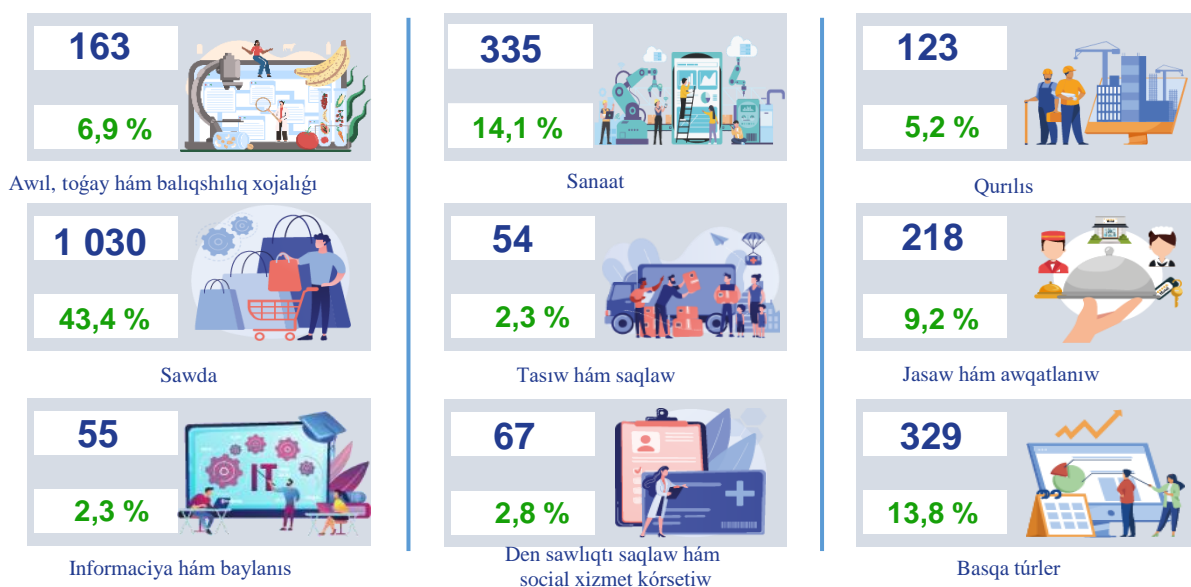 163
6,9 %
Awıl, toǵay hám balıqshılıq xojalıǵı
335
14,1 %
Sanaat
123
5,2 %
Qurılıs
1 030
43,4 %
Sawda
54
2,3 %
Tasıw hám saqlaw
218
9,2 %
Jasaw hám awqatlanıw
55
2,3 %
IT
Informaciya hám baylanıs
67
2,8 %
Den sawlıqtı saqlaw hám
social xizmet kórsetiw
329
13,8 %
Basqa túrler